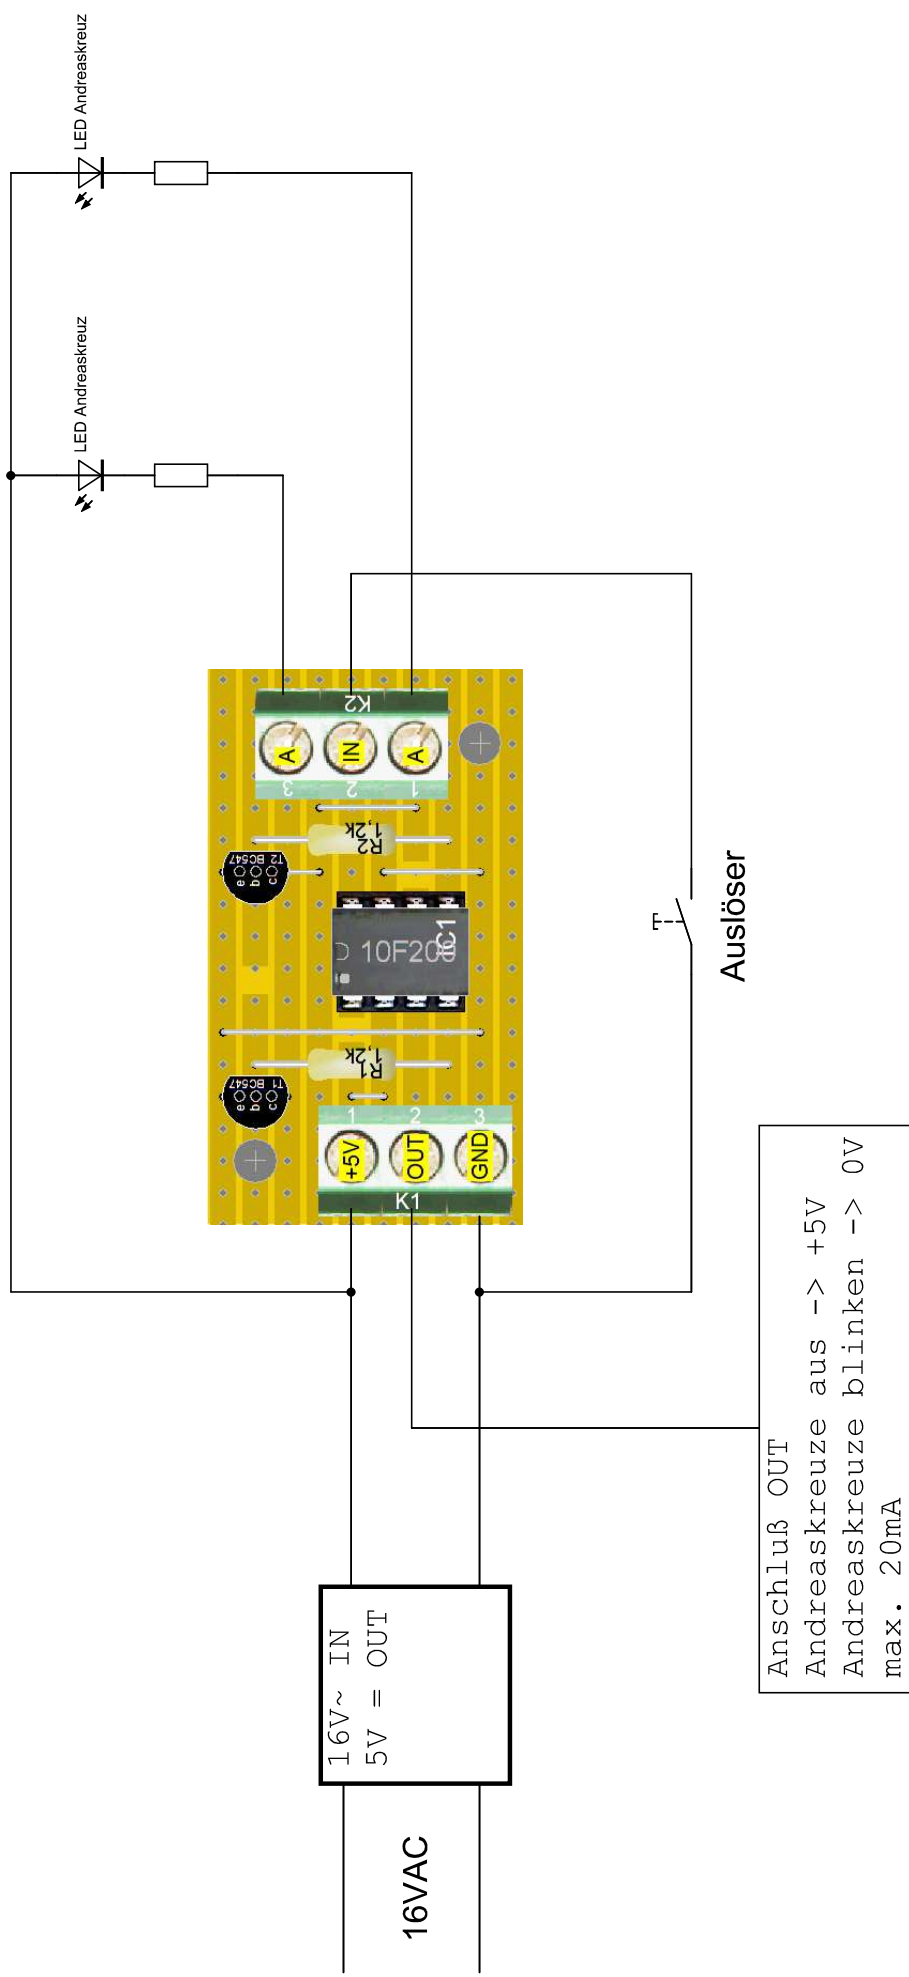 16VAC
16V~ IN
5V = OUT
Anschluß OUT
Andreaskreuze aus -> +5V
Andreaskreuze blinken -> 0V
max. 20mA
K1
+5V
OUT
GND
1
2
3
T1 BC547
e
b
c
R1
1,2k
10F206
IC1
T2 BC547
e
b
c
R2
1,2k
3
2
1
A
IN
A
K2
Auslöser
LED Andreaskreuz
LED Andreaskreuz